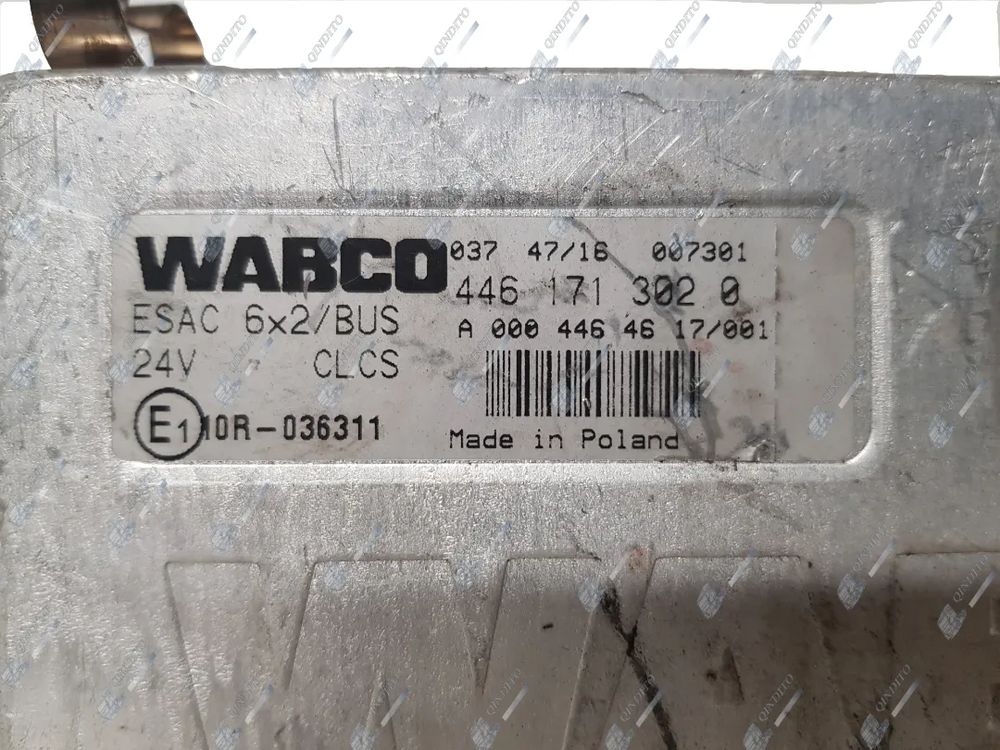 WABCO
037 47/16 007301
446 171 302 0
ESAC 6x2/BUS
A 000 446 46 17/001
24V - CLCS
E1 10R-036311
Made in Poland
QINDITO